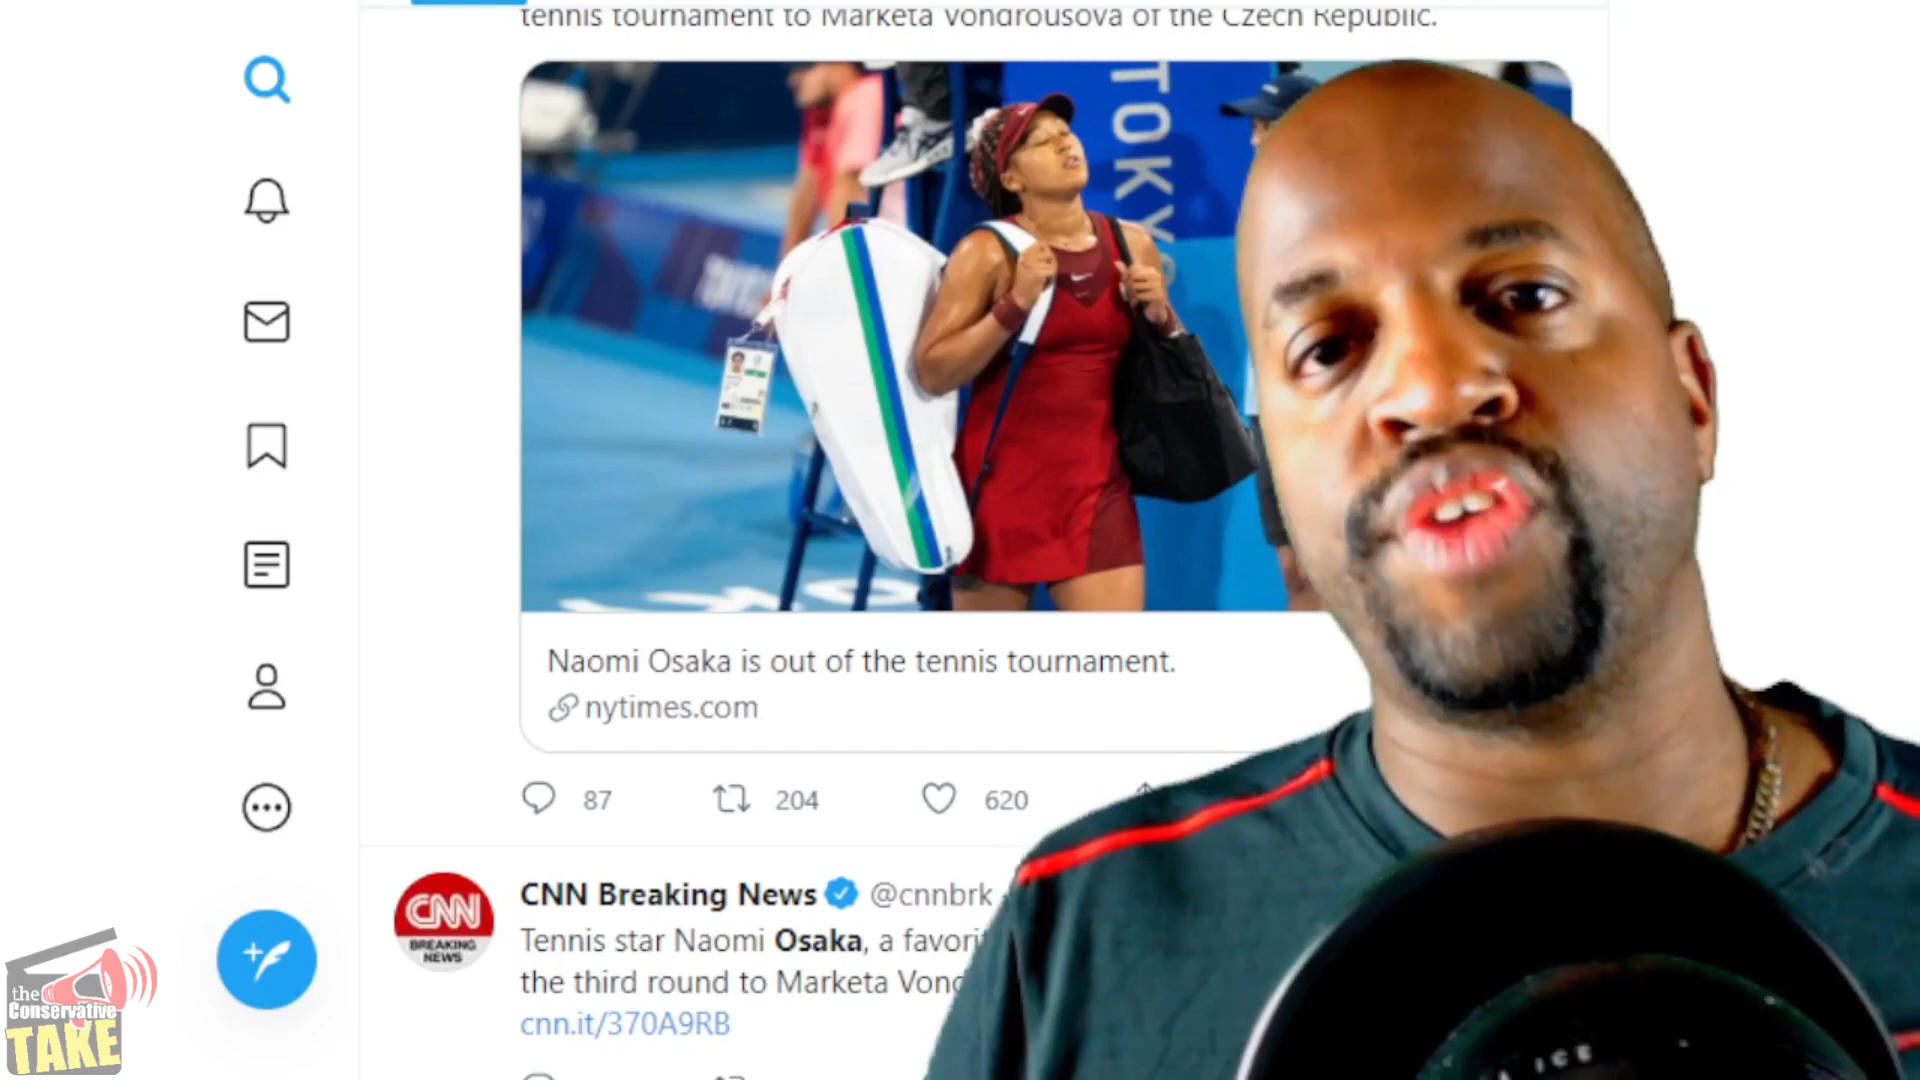 tennis tournament to Marketa Vondrousova of the Czech Republic.
TOKYO
Naomi Osaka is out of the tennis tournament.
nytimes.com
87 204 620
CNN Breaking News @cnnbrk
CNN
BREAKING
NEWS
Tennis star Naomi Osaka, a favorit
the third round to Marketa Vond
cnn.it/370A9RB
the
Conservative
TAKE
ICE